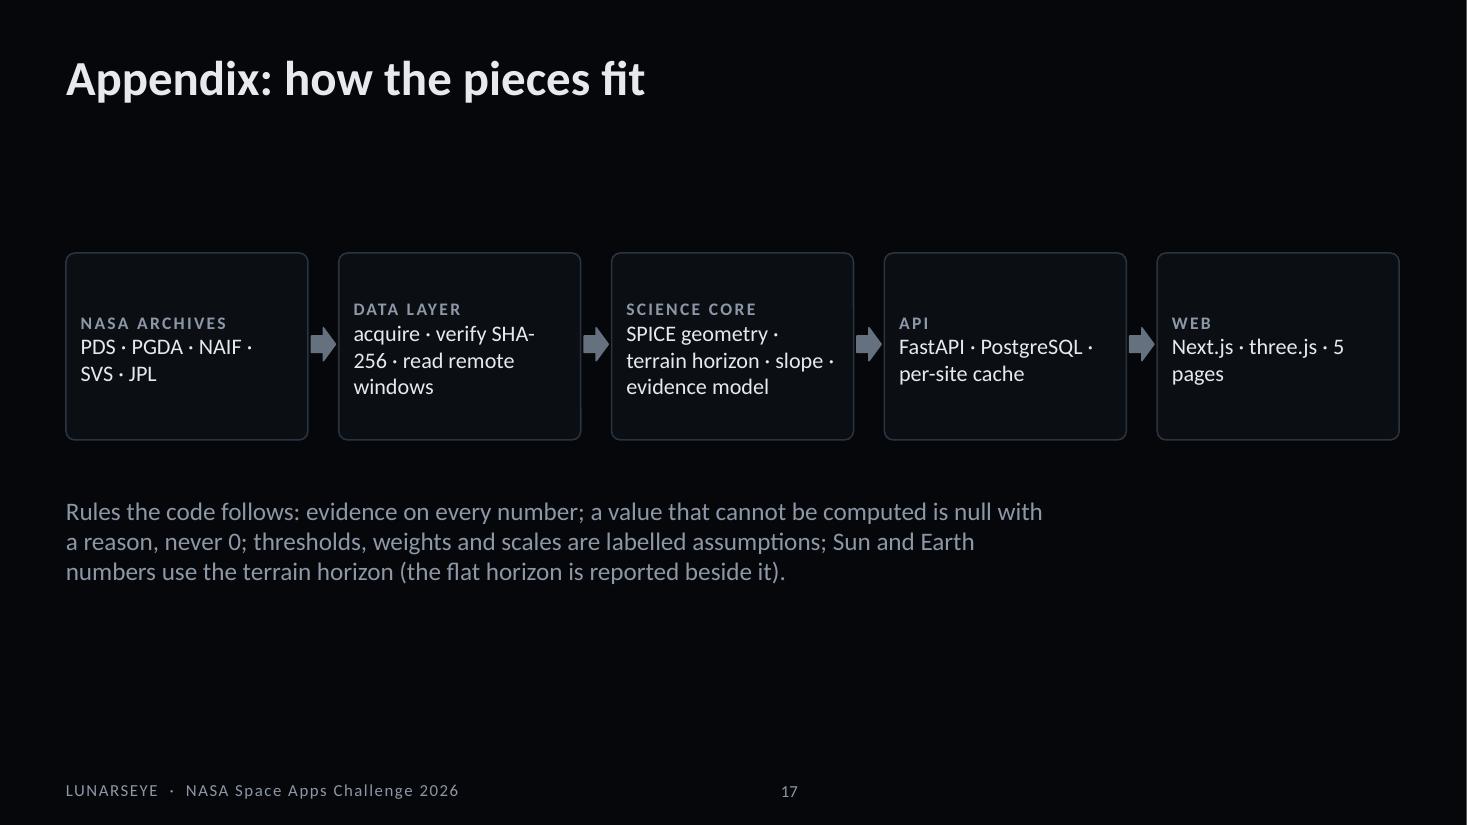 Appendix: how the pieces fit
NASA ARCHIVES
PDS · PGDA · NAIF ·
SVS · JPL
DATA LAYER
acquire · verify SHA-
256 · read remote
windows
SCIENCE CORE
SPICE geometry ·
terrain horizon · slope ·
evidence model
API
FastAPI · PostgreSQL ·
per-site cache
WEB
Next.js · three.js · 5
pages
Rules the code follows: evidence on every number; a value that cannot be computed is null with
a reason, never 0; thresholds, weights and scales are labelled assumptions; Sun and Earth
numbers use the terrain horizon (the flat horizon is reported beside it).
LUNARSEYE · NASA Space Apps Challenge 2026
17